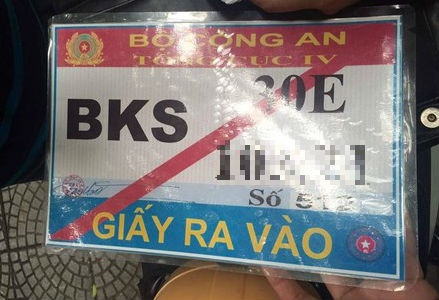 BỘ CÔNG AN
TỔNG CỤC IV
BKS
30E
Số
GIẤY RA VÀO